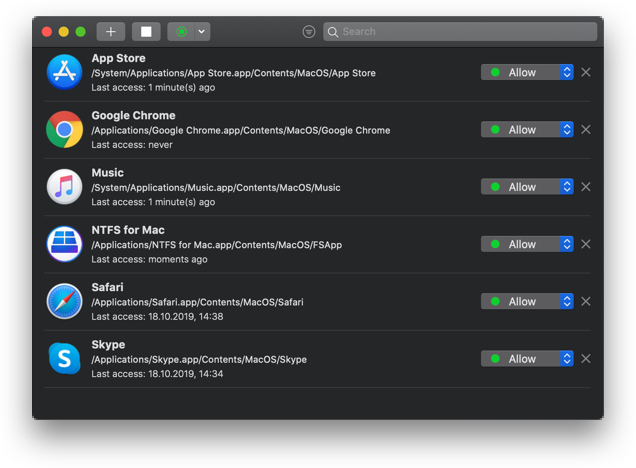 Search
App Store
/System/Applications/App Store.app/Contents/MacOS/App Store
Last access: 1 minute(s) ago
Allow
Google Chrome
/Applications/Google Chrome.app/Contents/MacOS/Google Chrome
Last access: never
Allow
Music
/System/Applications/Music.app/Contents/MacOS/Music
Last access: 1 minute(s) ago
Allow
NTFS for Mac
/Applications/NTFS for Mac.app/Contents/MacOS/FSApp
Last access: moments ago
Allow
Safari
/Applications/Safari.app/Contents/MacOS/Safari
Last access: 18.10.2019, 14:38
Allow
Skype
/Applications/Skype.app/Contents/MacOS/Skype
Last access: 18.10.2019, 14:34
Allow